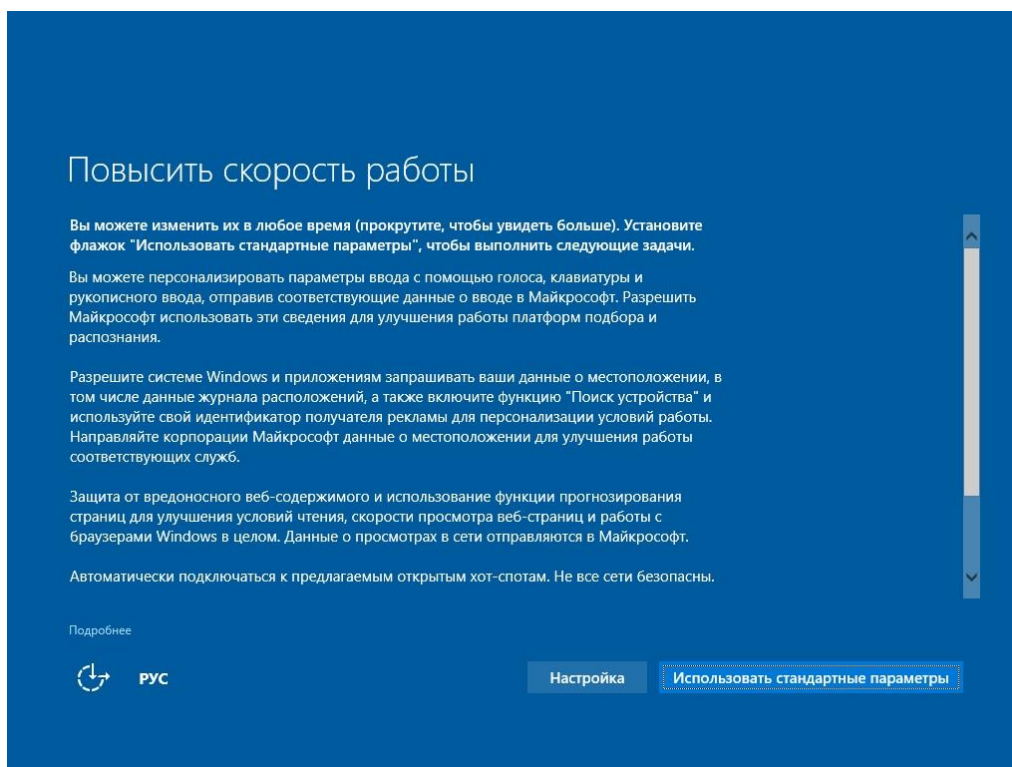 Повысить скорость работы
Вы можете изменить их в любое время (прокрутите, чтобы увидеть больше). Установите
флажок "Использовать стандартные параметры", чтобы выполнить следующие задачи.
Вы можете персонализировать параметры ввода с помощью голоса, клавиатуры и
рукописного ввода, отправив соответствующие данные о вводе в Майкрософт. Разрешить
Майкрософт использовать эти сведения для улучшения работы платформ подбора и
распознания.
Разрешите системе Windows и приложениям запрашивать ваши данные о местоположении, в
том числе данные журнала расположений, а также включите функцию "Поиск устройства" и
используйте свой идентификатор получателя рекламы для персонализации условий работы.
Направляйте корпорации Майкрософт данные о местоположении для улучшения работы
соответствующих служб.
Защита от вредоносного веб-содержимого и использование функции прогнозирования
страниц для улучшения условий чтения, скорости просмотра веб-страниц и работы с
браузерами Windows в целом. Данные о просмотрах в сети отправляются в Майкрософт.
Автоматически подключаться к предлагаемым открытым хот-спотам. Не все сети безопасны.
Подробнее
РУС
Настройка
Использовать стандартные параметры